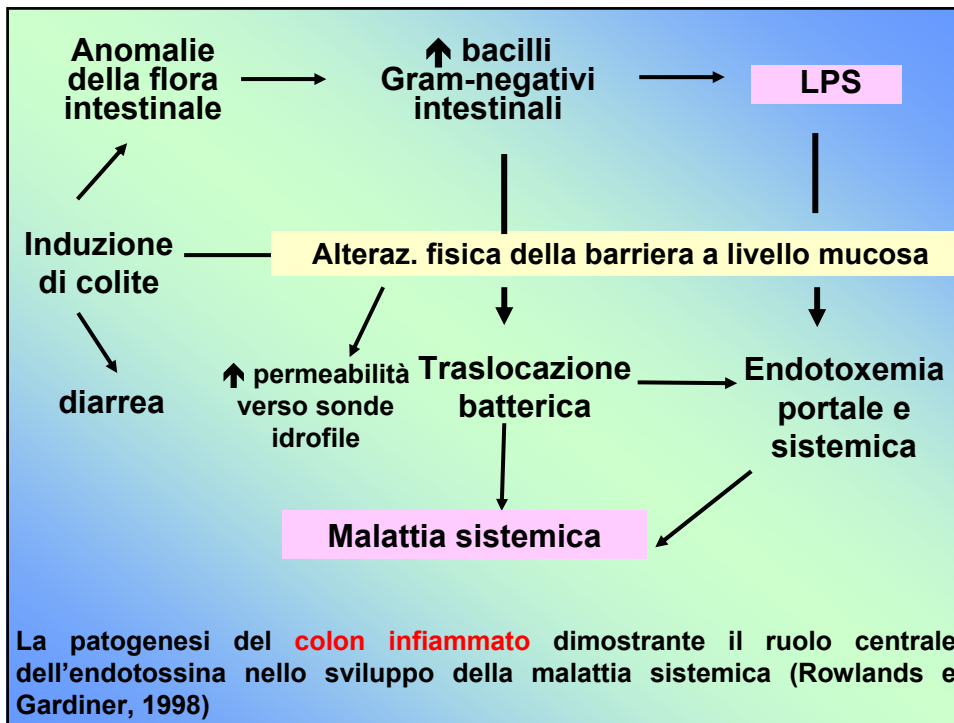 Anomalie
della flora
intestinale
↑ bacilli
Gram-negativi
intestinali
LPS
Induzione
di colite
Alteraz. fisica della barriera a livello mucosa
diarrea
↑ permeabilità
verso sonde
idrofile
Traslocazione
batterica
Endotoxemia
portale e
sistemica
Malattia sistemica
La patogenesi del colon infiammato dimostrante il ruolo centrale
dell'endotossina nello sviluppo della malattia sistemica (Rowlands e
Gardiner, 1998)